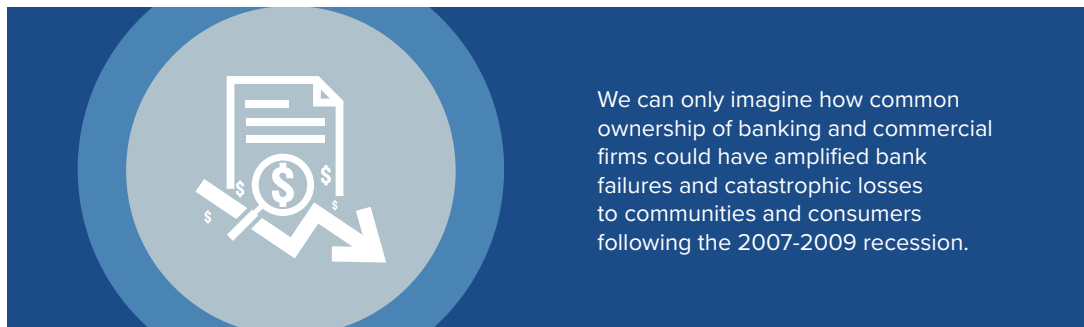 We can only imagine how common
ownership of banking and commercial
firms could have amplified bank
failures and catastrophic losses
to communities and consumers
following the 2007-2009 recession.
$
$
$
$
$